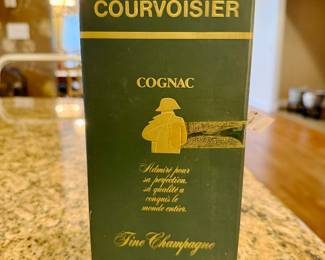 COURVOISIER
COGNAC
Admiré pour
sa perfection,
sa qualité a
conquis le
monde entier.
Fine Champagne